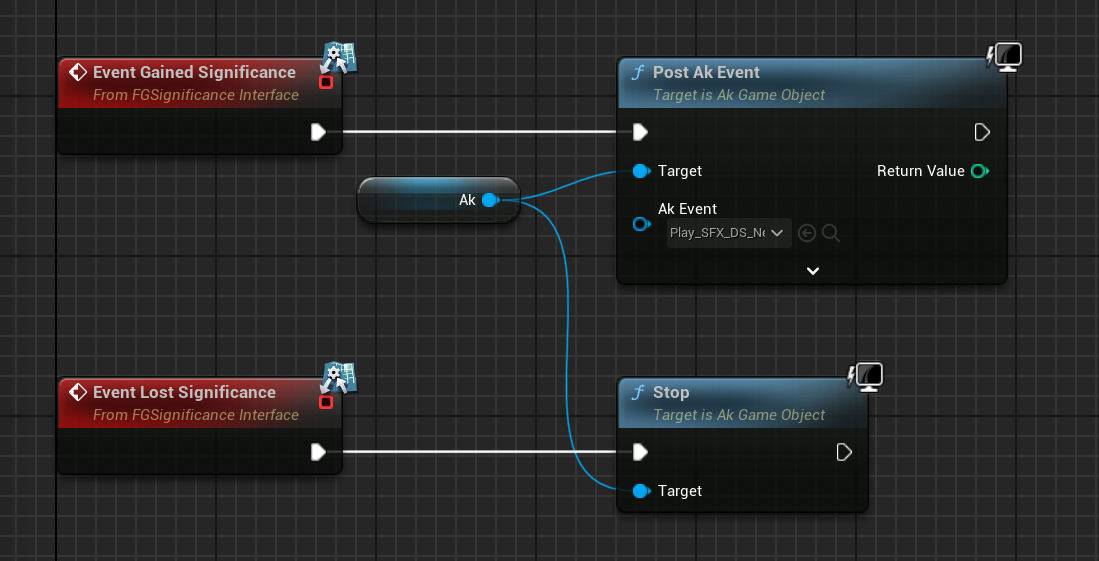 Event Gained Significance
From FGSignificance Interface
Post Ak Event
Target is Ak Game Object
Target
Return Value
Ak
Ak Event
Play_SFX_DS_Ne
Event Lost Significance
From FGSignificance Interface
Stop
Target is Ak Game Object
Target